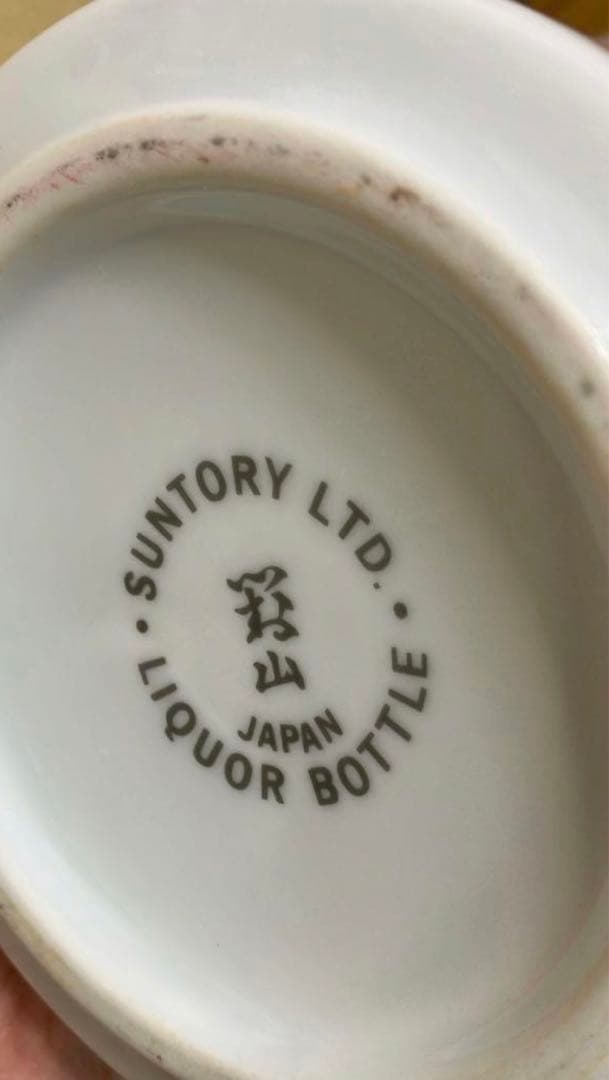 SUNTORY LTD.
山
JAPAN
LIQUOR BOTTLE